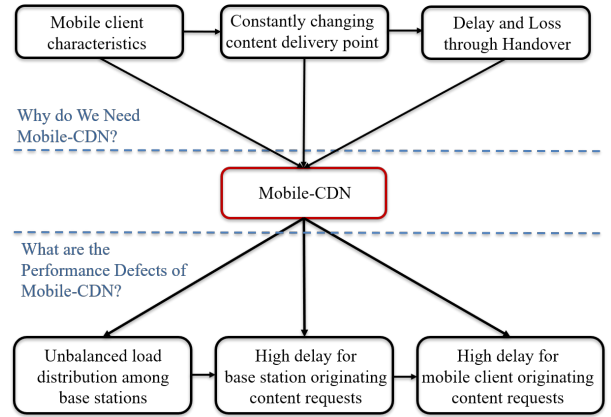 Mobile client
characteristics
Constantly changing
content delivery point
Delay and Loss
through Handover
Why do We Need
Mobile-CDN?
Mobile-CDN
What are the
Performance Defects of
Mobile-CDN?
Unbalanced load
distribution among
base stations
High delay for
base station originating
content requests
High delay for
mobile client originating
content requests